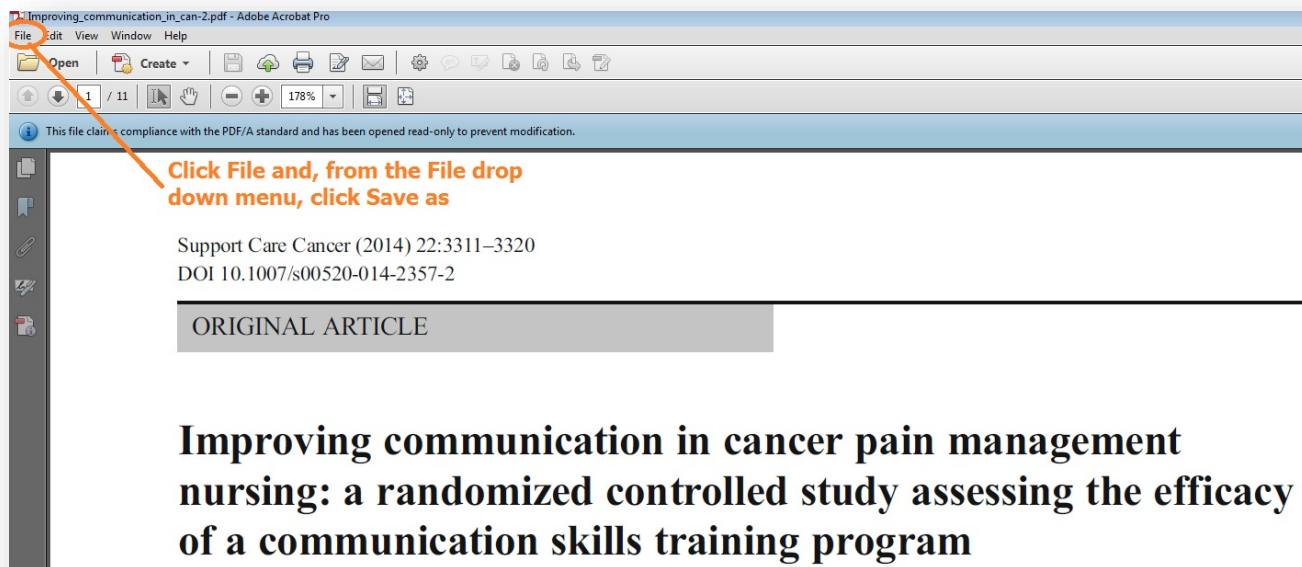 Improving_communication_in_can-2.pdf - Adobe Acrobat Pro
File Edit View Window Help
Open Create
1 / 11 178%
This file claims compliance with the PDF/A standard and has been opened read-only to prevent modification.
Click File and, from the File drop
down menu, click Save as
Support Care Cancer (2014) 22:3311–3320
DOI 10.1007/s00520-014-2357-2
ORIGINAL ARTICLE
Improving communication in cancer pain management
nursing: a randomized controlled study assessing the efficacy
of a communication skills training program